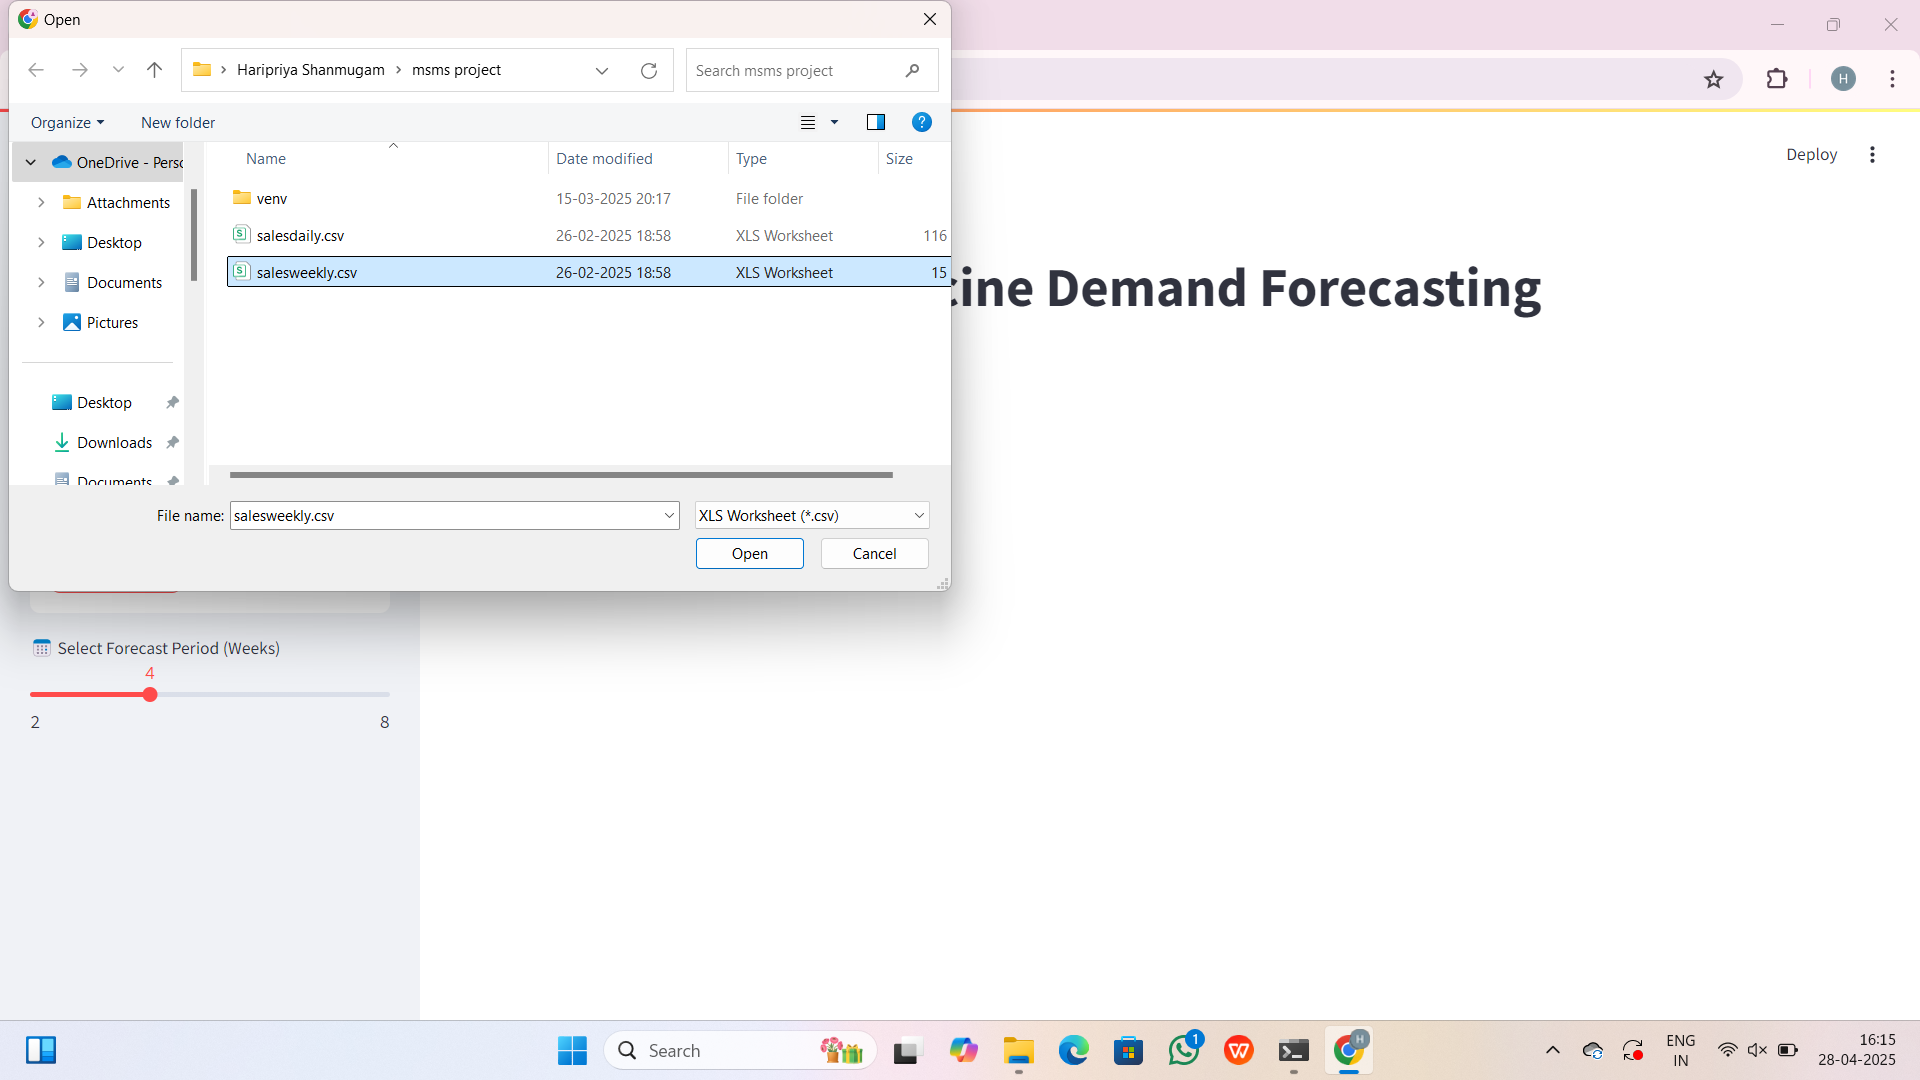 Open
Haripriya Shanmugam > msms project
Search msms project
Organize
New folder
Name
Date modified
Type
Size
OneDrive - Perso
Attachments
Desktop
Documents
Pictures
Desktop
Downloads
Documents
venv
15-03-2025 20:17
File folder
salesdaily.csv
26-02-2025 18:58
XLS Worksheet
116
salesweekly.csv
26-02-2025 18:58
XLS Worksheet
15
File name:
salesweekly.csv
XLS Worksheet (*.csv)
Open
Cancel
H
Deploy
cine Demand Forecasting
Select Forecast Period (Weeks)
4
2
8
Search
1
H
ENG
IN
16:15
28-04-2025